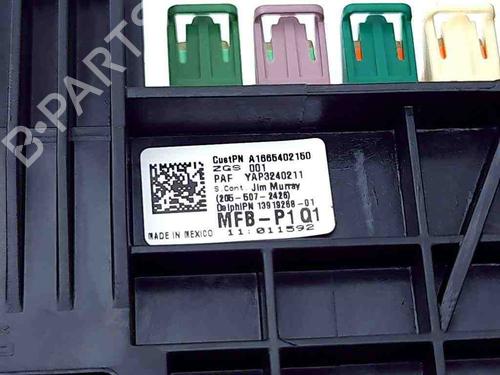 B-PARTS
CustPN A1665402150
ZGS 001
PAF YAP3240211
S.Cont. Jim Murray
(205-507-2426)
DelphiPN 13919268-01
MFB-P1Q1
MADE IN MEXICO 11:011592